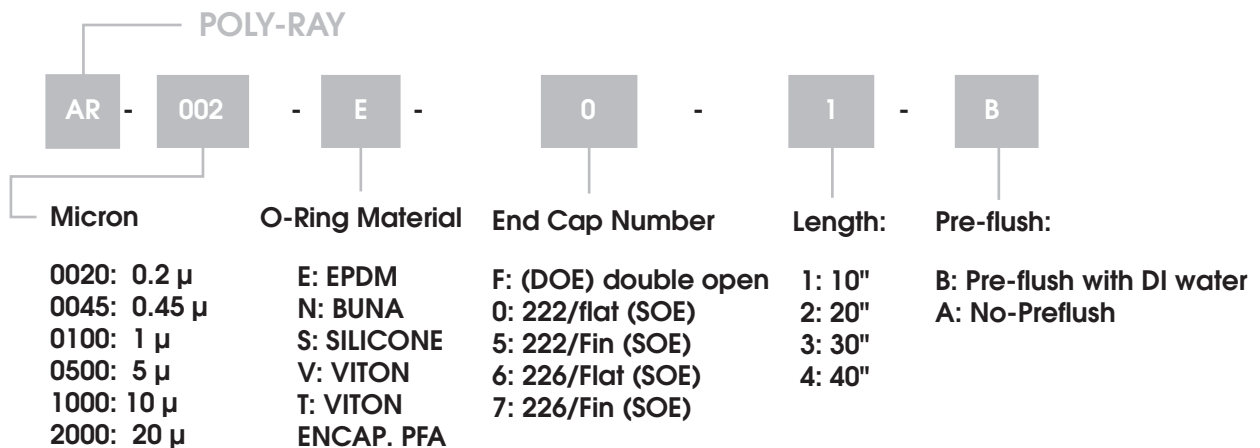 POLY-RAY
AR - 002 - E - 0 - 1 - B
Micron
0020: 0.2 µ
0045: 0.45 µ
0100: 1 µ
0500: 5 µ
1000: 10 µ
2000: 20 µ
O-Ring Material
E: EPDM
N: BUNA
S: SILICONE
V: VITON
T: VITON
ENCAP. PFA
End Cap Number
F: (DOE) double open
0: 222/flat (SOE)
5: 222/Fin (SOE)
6: 226/Flat (SOE)
7: 226/Fin (SOE)
Length:
1: 10"
2: 20"
3: 30"
4: 40"
Pre-flush:
B: Pre-flush with DI water
A: No-Preflush